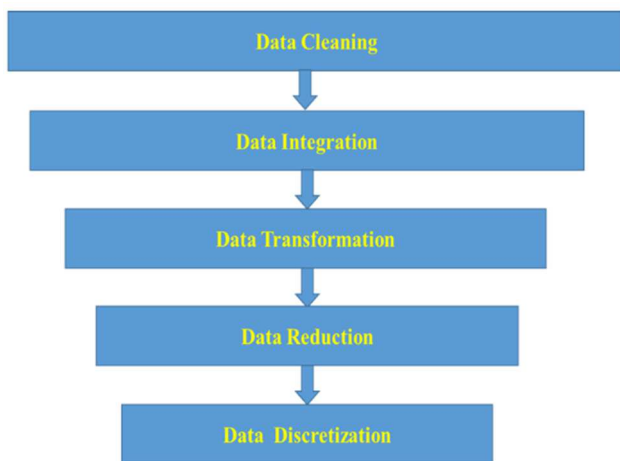 Data Cleaning
Data Integration
Data Transformation
Data Reduction
Data Discretization